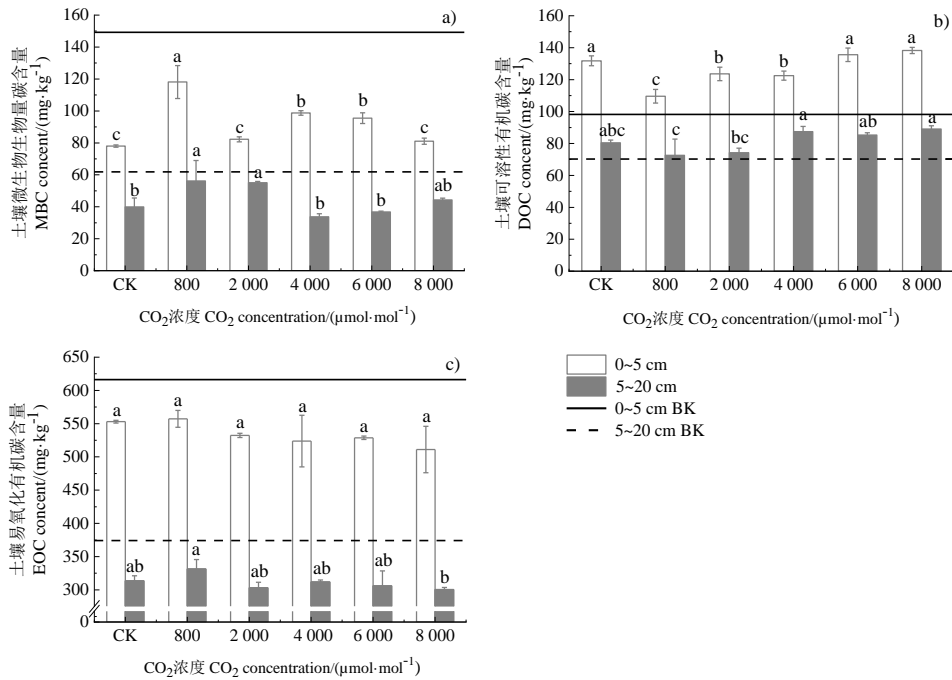 a)
160
140
120
100
80
60
40
20
0
土壤微生物生物量碳含量
MBC concent/(mg·kg⁻¹)
c a c b b c
b a a b b ab
CK 800 2 000 4 000 6 000 8 000
CO₂浓度 CO₂ concentration/(μmol·mol⁻¹)
b)
160
140
120
100
80
60
40
20
0
土壤可溶性有机碳含量
DOC concent/(mg·kg⁻¹)
a c b b a a
abc c bc a ab a
CK 800 2 000 4 000 6 000 8 000
CO₂浓度 CO₂ concentration/(μmol·mol⁻¹)
c)
650
600
550
500
450
400
350
300
0
土壤易氧化有机碳含量
EOC concent/(mg·kg⁻¹)
a a a a a a
ab a ab ab ab b
CK 800 2 000 4 000 6 000 8 000
CO₂浓度 CO₂ concentration/(μmol·mol⁻¹)
0~5 cm
5~20 cm
0~5 cm BK
5~20 cm BK